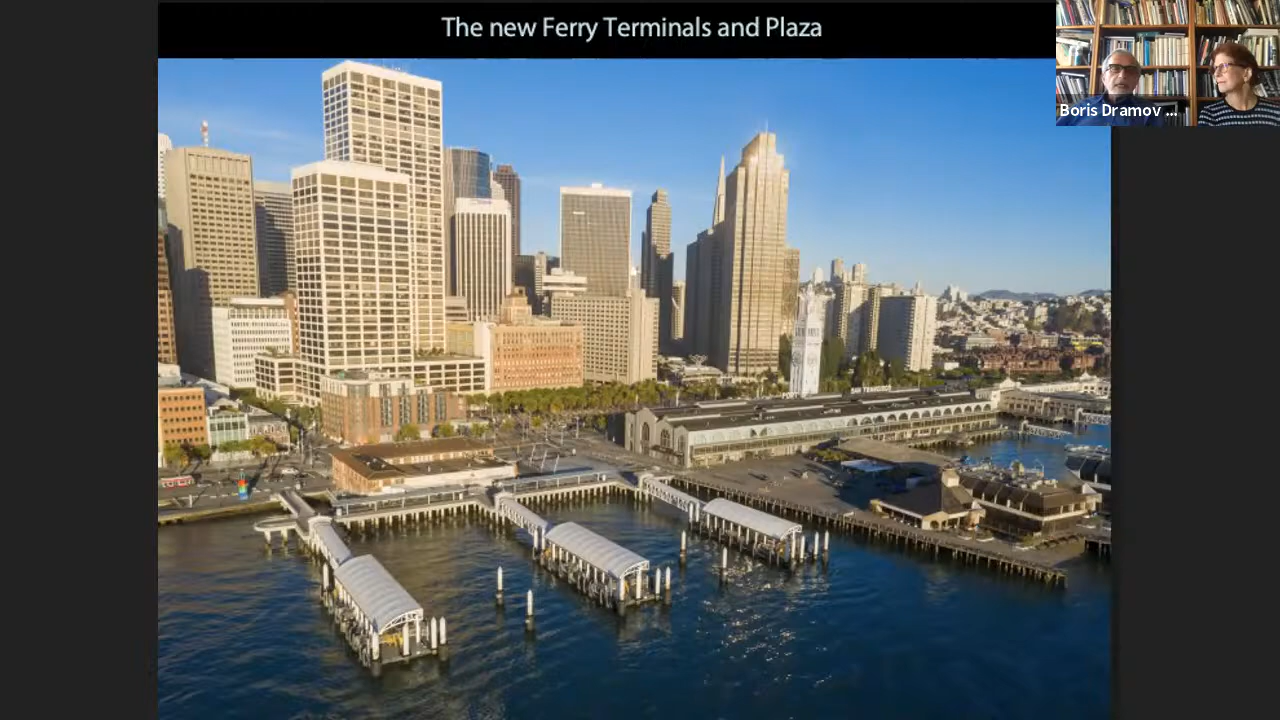 The new Ferry Terminals and Plaza
Boris Dramov ...